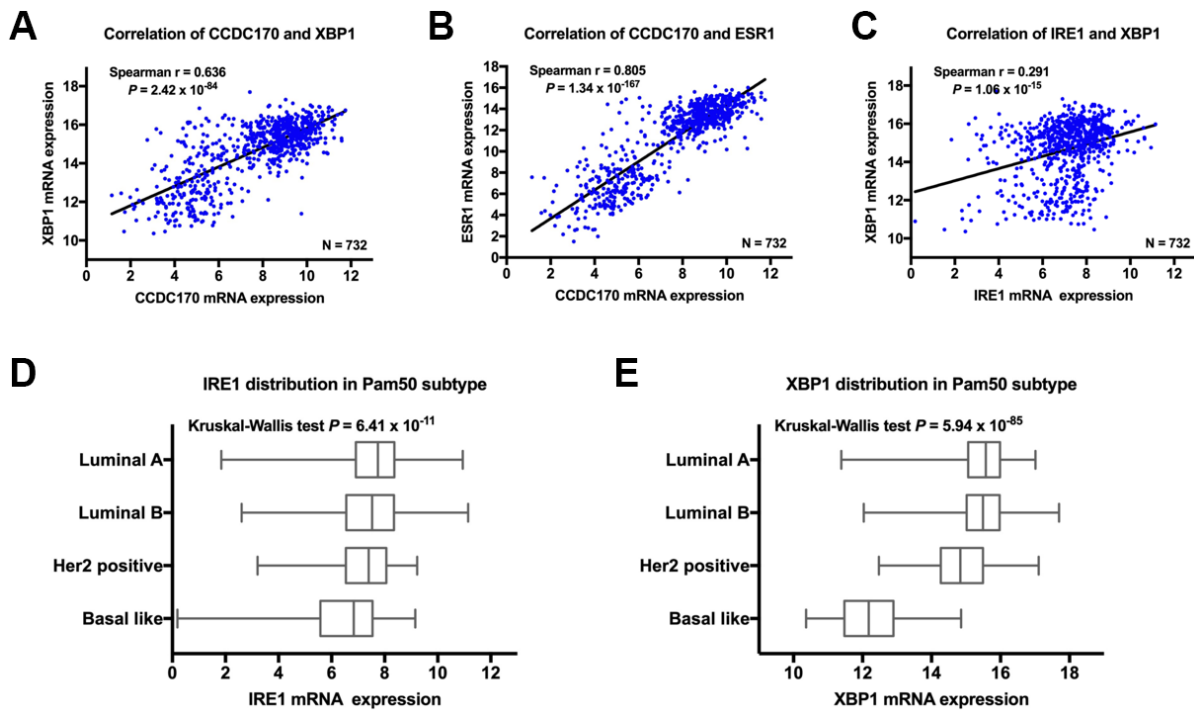 A
Correlation of CCDC170 and XBP1
Spearman r = 0.636
P = 2.42 x 10-84
XBP1 mRNA expression
18
16
14
12
10
0 2 4 6 8 10 12
N = 732
CCDC170 mRNA expression
B
Correlation of CCDC170 and ESR1
Spearman r = 0.805
P = 1.34 x 10-167
ESR1 mRNA expression
18
16
14
12
10
8
6
4
2
0
0 2 4 6 8 10 12
N = 732
CCDC170 mRNA expression
C
Correlation of IRE1 and XBP1
Spearman r = 0.291
P = 1.06 x 10-15
XBP1 mRNA expression
18
16
14
12
10
0 2 4 6 8 10 12
N = 732
IRE1 mRNA expression
D
IRE1 distribution in Pam50 subtype
Kruskal-Wallis test P = 6.41 x 10-11
Luminal A
Luminal B
Her2 positive
Basal like
0 2 4 6 8 10 12
IRE1 mRNA expression
E
XBP1 distribution in Pam50 subtype
Kruskal-Wallis test P = 5.94 x 10-85
Luminal A
Luminal B
Her2 positive
Basal like
10 12 14 16 18
XBP1 mRNA expression